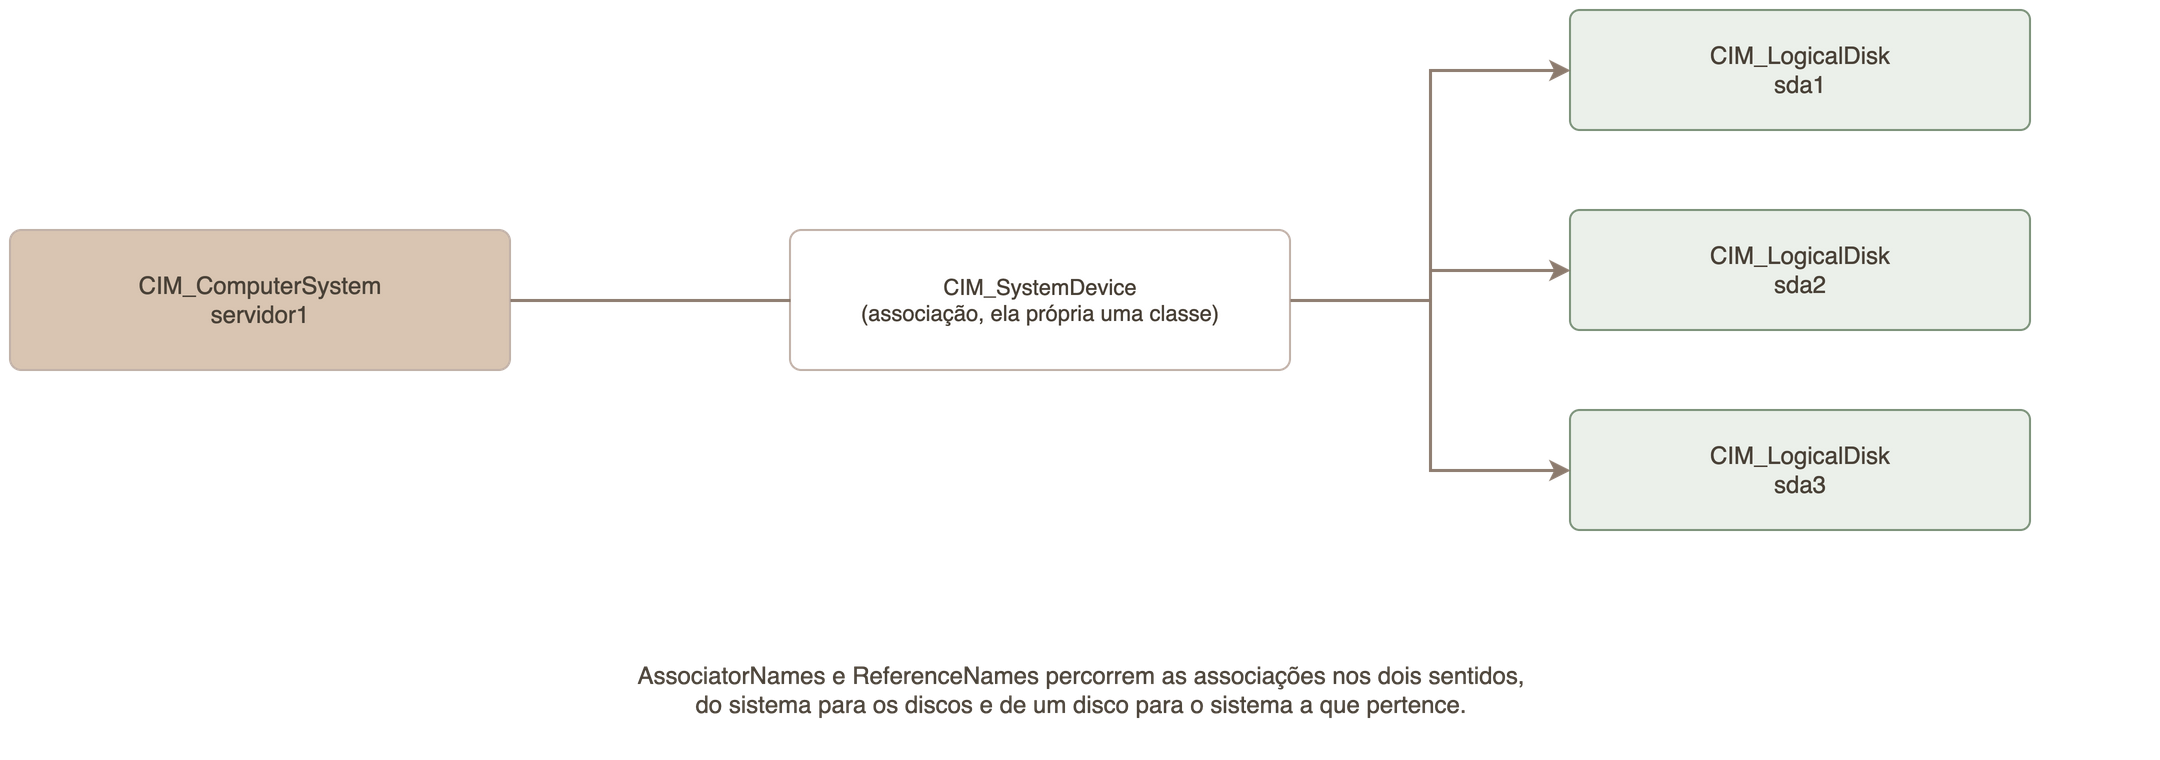 CIM_LogicalDisk
sda1
CIM_ComputerSystem
servidor1
CIM_SystemDevice
(associação, ela própria uma classe)
CIM_LogicalDisk
sda2
CIM_LogicalDisk
sda3
AssociatorNames e ReferenceNames percorrem as associações nos dois sentidos,
do sistema para os discos e de um disco para o sistema a que pertence.